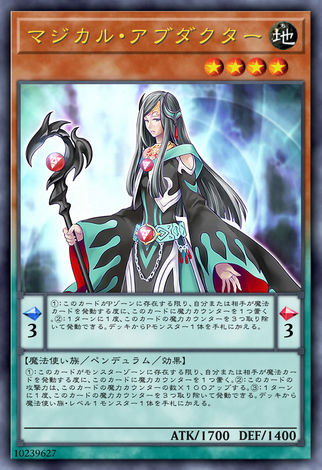 マジカル・アブダクター
地
①:このカードがPゾーンに存在する限り、自分または相手が魔法
カードを発動する度に、このカードに魔力カウンターを1つ置く。
②:1ターンに1度、このカードの魔力カウンターを3つ取り除
いて発動できる。デッキからPモンスター1体を手札に加える。
3
3
【魔法使い族/ペンデュラム/効果】
①:このカードがモンスターゾーンに存在する限り、自分または相手が魔法
カードを発動する度に、このカードに魔力カウンターを1つ置く。②:このカードの
攻撃力は、このカードの魔力カウンターの数×100アップする。③:1ターン
に1度、このカードの魔力カウンターを3つ取り除いて発動できる。デッキから
魔法使い族・レベル1モンスター1体を手札に加える。
ATK/1700 DEF/1400
10239627